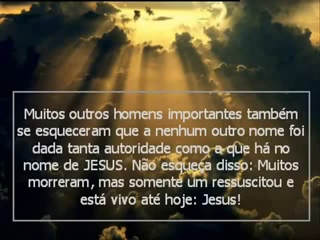 Muitos outros homens importantes também
se esqueceram que a nenhum outro nome foi
dada tanta autoridade como a que há no
nome de JESUS. Não esqueça disso: Muitos
morreram, mas somente um ressuscitou e
está vivo até hoje: Jesus!